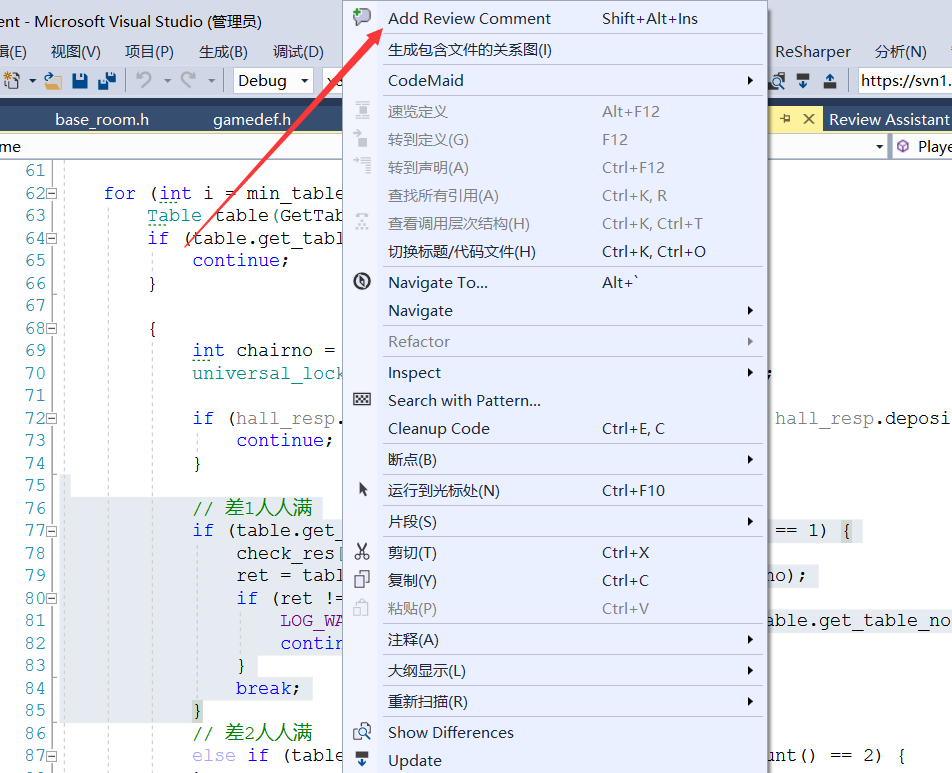 ent - Microsoft Visual Studio (管理员)
辑(E) 视图(V) 项目(P) 生成(B) 调试(D) ReSharper 分析(N)
Debug https://svn1.
base_room.h gamedef.h Review Assistant
me Playe
Add Review Comment Shift+Alt+Ins
生成包含文件的关系图(I)
CodeMaid
速览定义 Alt+F12
转到定义(G) F12
转到声明(A) Ctrl+F12
查找所有引用(A) Ctrl+K, R
查看调用层次结构(H) Ctrl+K, Ctrl+T
切换标题/代码文件(H) Ctrl+K, Ctrl+O
Navigate To... Alt+`
Navigate
Refactor
Inspect
Search with Pattern...
Cleanup Code Ctrl+E, C
断点(B)
运行到光标处(N) Ctrl+F10
片段(S)
剪切(T) Ctrl+X
复制(Y) Ctrl+C
粘贴(P) Ctrl+V
注释(A)
大纲显示(L)
重新扫描(R)
Show Differences
Update
61
62 for (int i = min_table
63 Table table(GetTab
64 if (table.get_tabl
65 continue;
66 }
67
68 {
69 int chairno =
70 universal_lock ;
71
72 if (hall_resp. hall_resp.deposi
73 continue;
74 }
75
76 // 差1人人满
77 if (table.get_ == 1) {
78 check_res[
79 ret = tabl no);
80 if (ret !=
81 LOG_WA able.get_table_no
82 contin
83 }
84 break;
85 }
86 // 差2人人满
87 else if (table unt() == 2) {